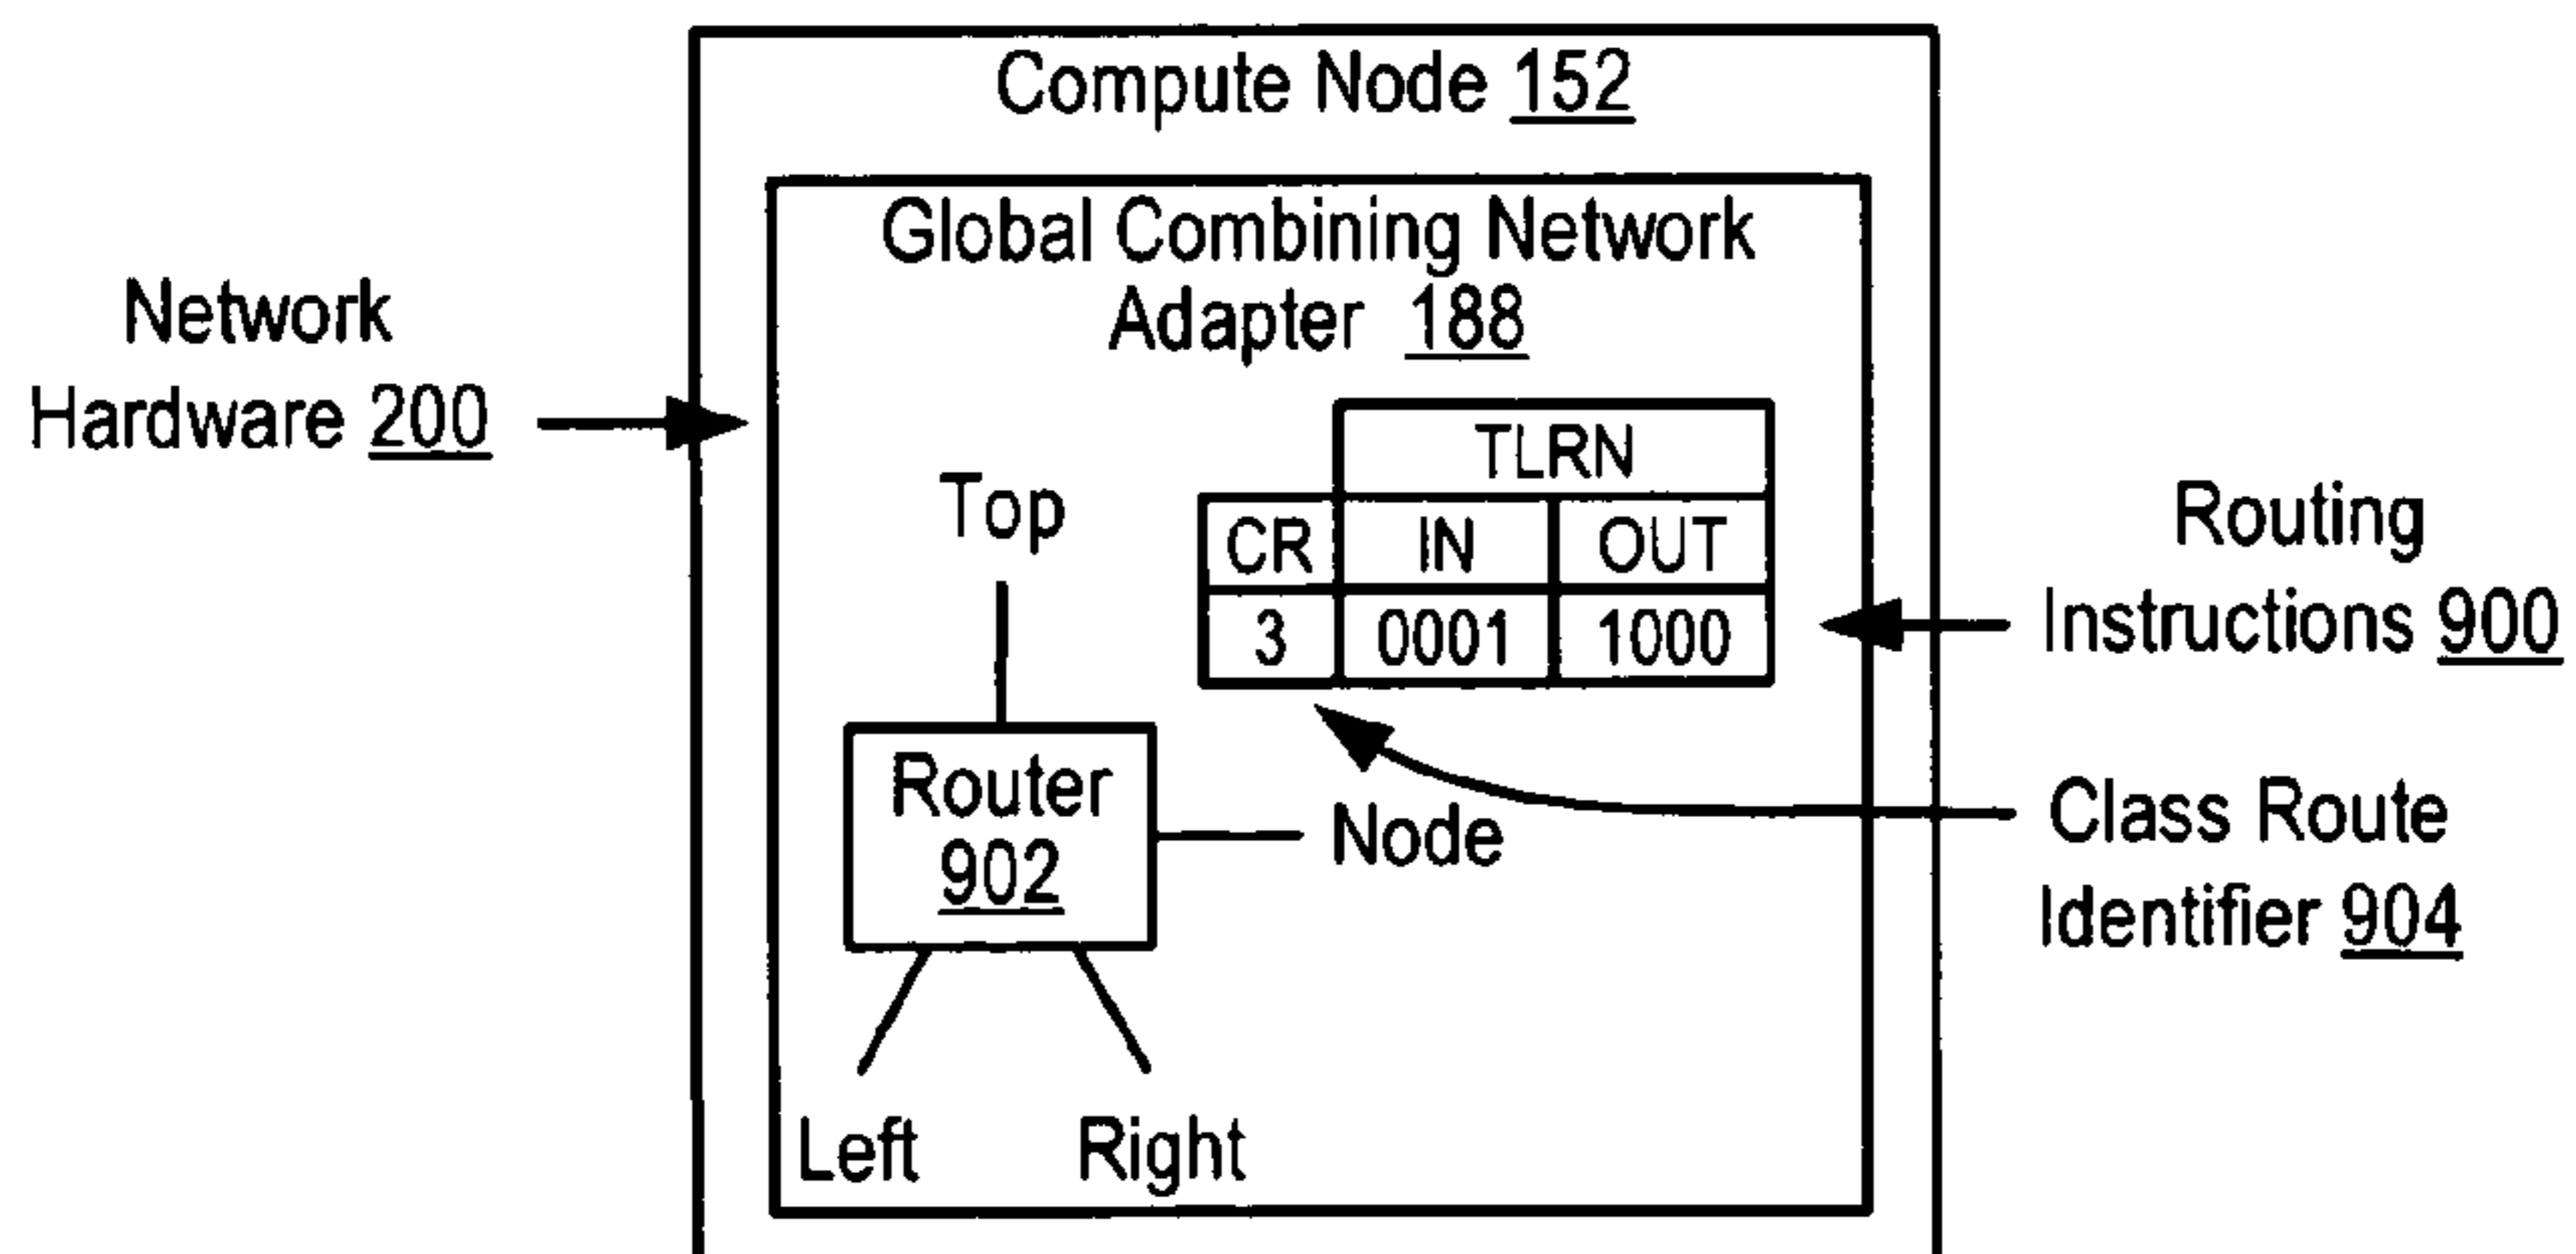 Compute Node 152
Global Combining Network
Adapter 188
Network
Hardware 200
TLRN
CR IN OUT
3 0001 1000
Routing
Instructions 900
Top
Router
902
Node
Class Route
Identifier 904
Left Right